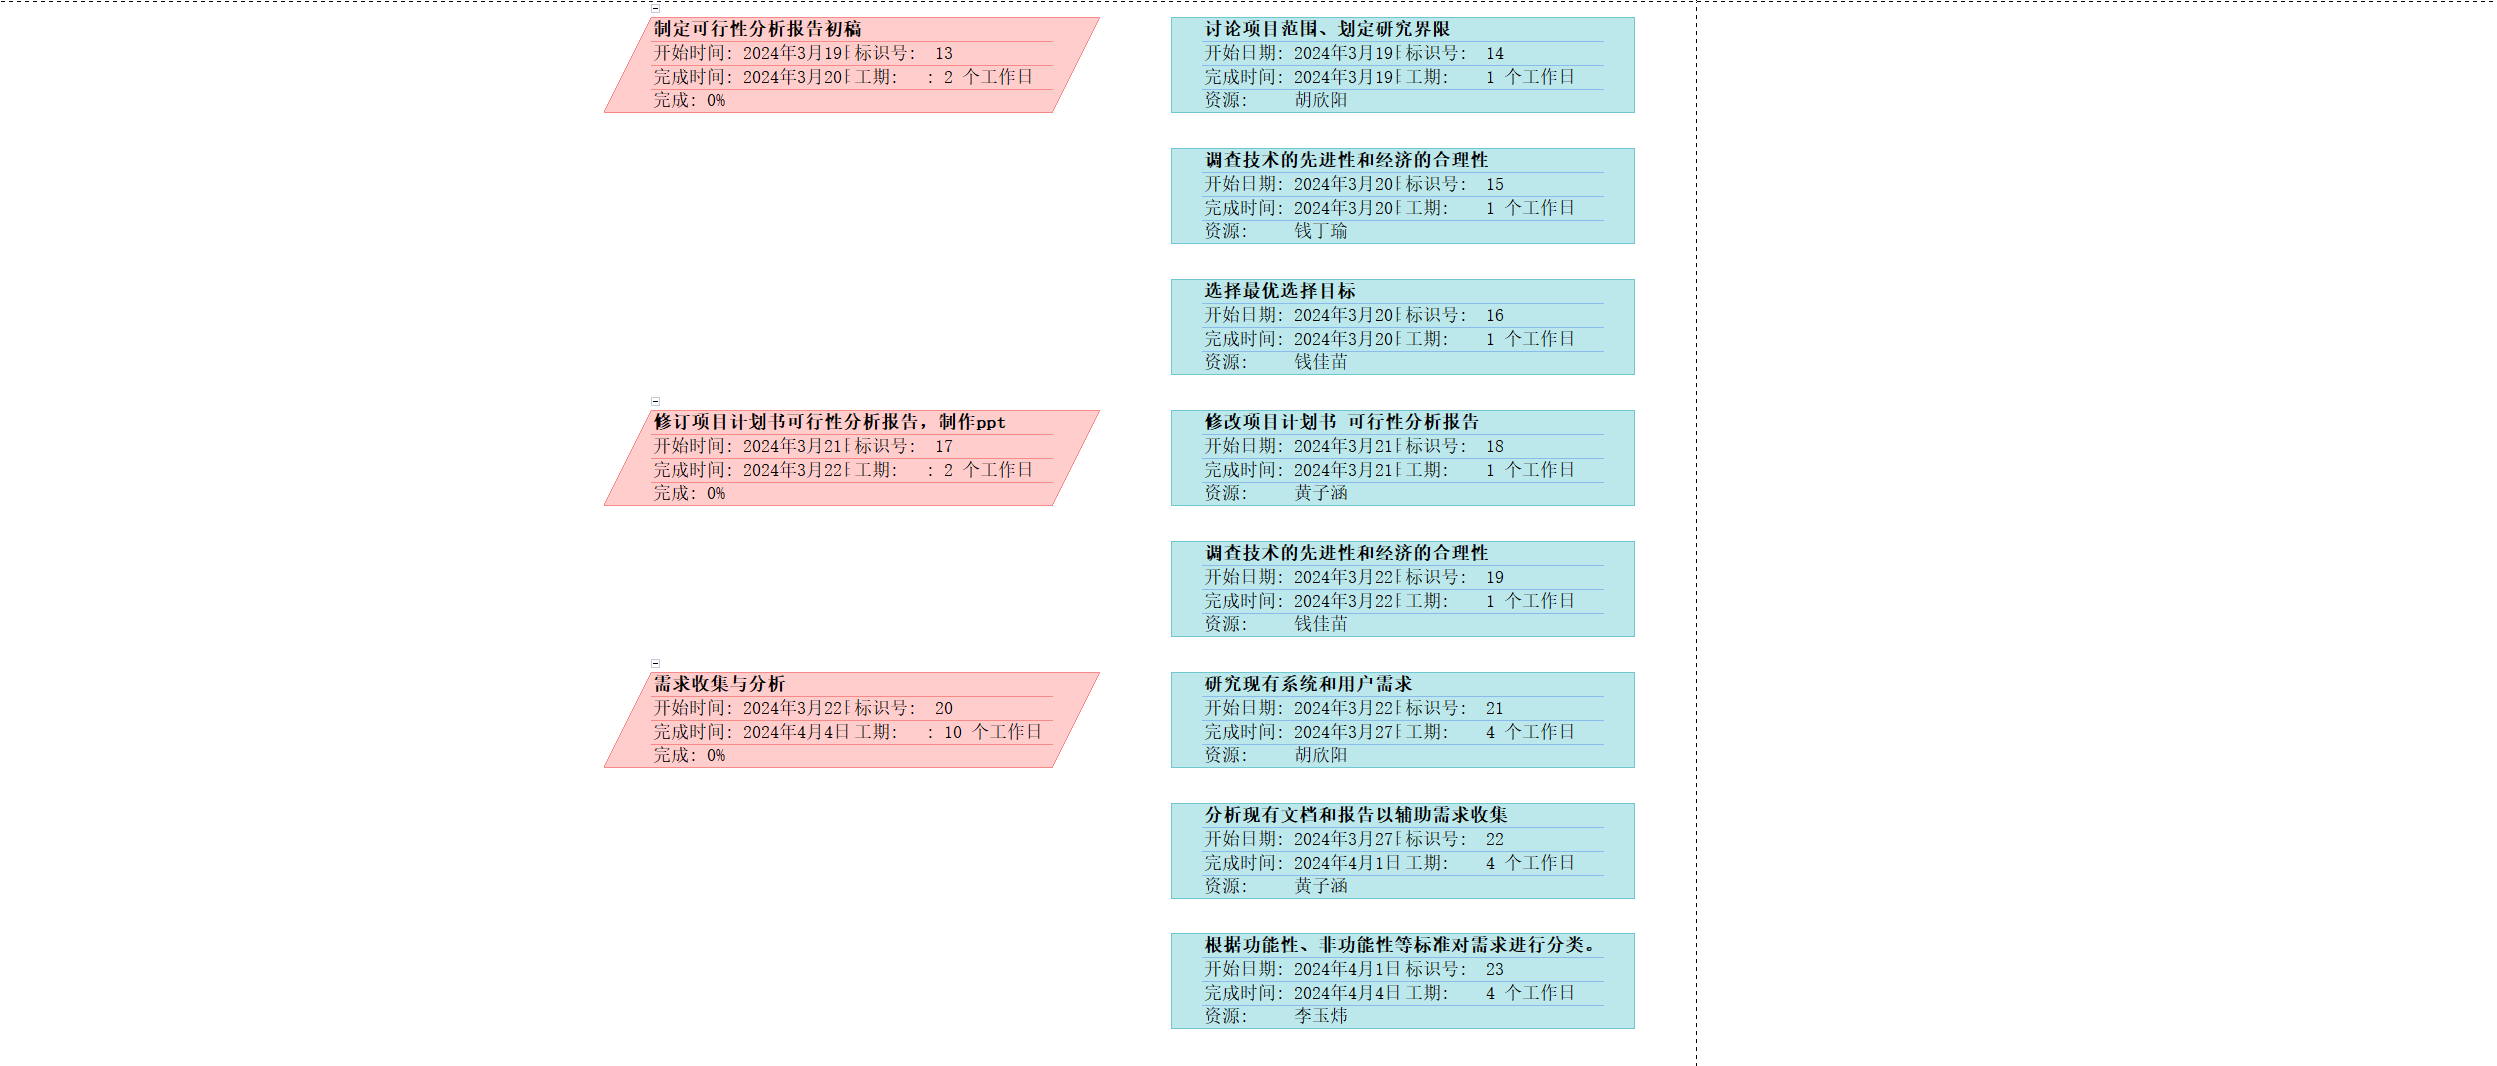 制定可行性分析报告初稿
开始时间: 2024年3月19日 标识号: 13
完成时间: 2024年3月20日 工期: : 2 个工作日
完成: 0%
讨论项目范围、划定研究界限
开始日期: 2024年3月19日 标识号: 14
完成时间: 2024年3月19日 工期: 1 个工作日
资源: 胡欣阳
调查技术的先进性和经济的合理性
开始日期: 2024年3月20日 标识号: 15
完成时间: 2024年3月20日 工期: 1 个工作日
资源: 钱丁瑜
选择最优选择目标
开始日期: 2024年3月20日 标识号: 16
完成时间: 2024年3月20日 工期: 1 个工作日
资源: 钱佳苗
修订项目计划书可行性分析报告，制作ppt
开始时间: 2024年3月21日 标识号: 17
完成时间: 2024年3月22日 工期: : 2 个工作日
完成: 0%
修改项目计划书 可行性分析报告
开始日期: 2024年3月21日 标识号: 18
完成时间: 2024年3月21日 工期: 1 个工作日
资源: 黄子涵
调查技术的先进性和经济的合理性
开始日期: 2024年3月22日 标识号: 19
完成时间: 2024年3月22日 工期: 1 个工作日
资源: 钱佳苗
需求收集与分析
开始时间: 2024年3月22日 标识号: 20
完成时间: 2024年4月4日 工期: : 10 个工作日
完成: 0%
研究现有系统和用户需求
开始日期: 2024年3月22日 标识号: 21
完成时间: 2024年3月27日 工期: 4 个工作日
资源: 胡欣阳
分析现有文档和报告以辅助需求收集
开始日期: 2024年3月27日 标识号: 22
完成时间: 2024年4月1日 工期: 4 个工作日
资源: 黄子涵
根据功能性、非功能性等标准对需求进行分类。
开始日期: 2024年4月1日 标识号: 23
完成时间: 2024年4月4日 工期: 4 个工作日
资源: 李玉炜